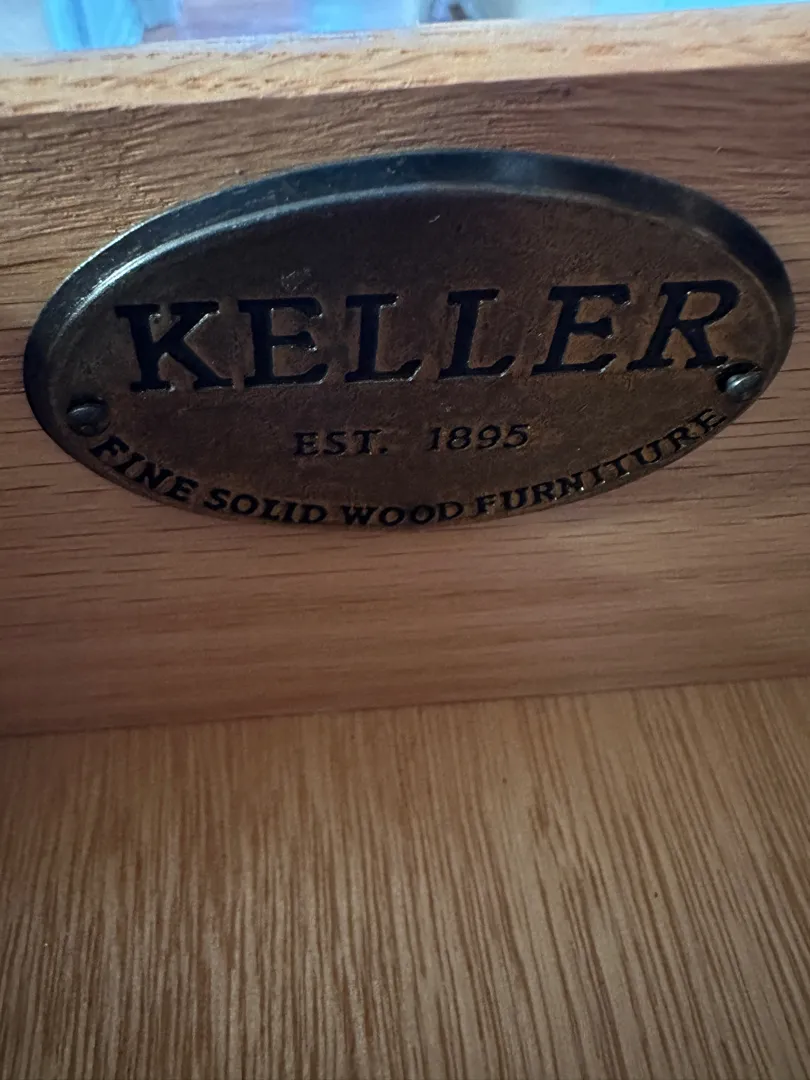 KELLER
EST. 1895
FINE SOLID WOOD FURNITURE